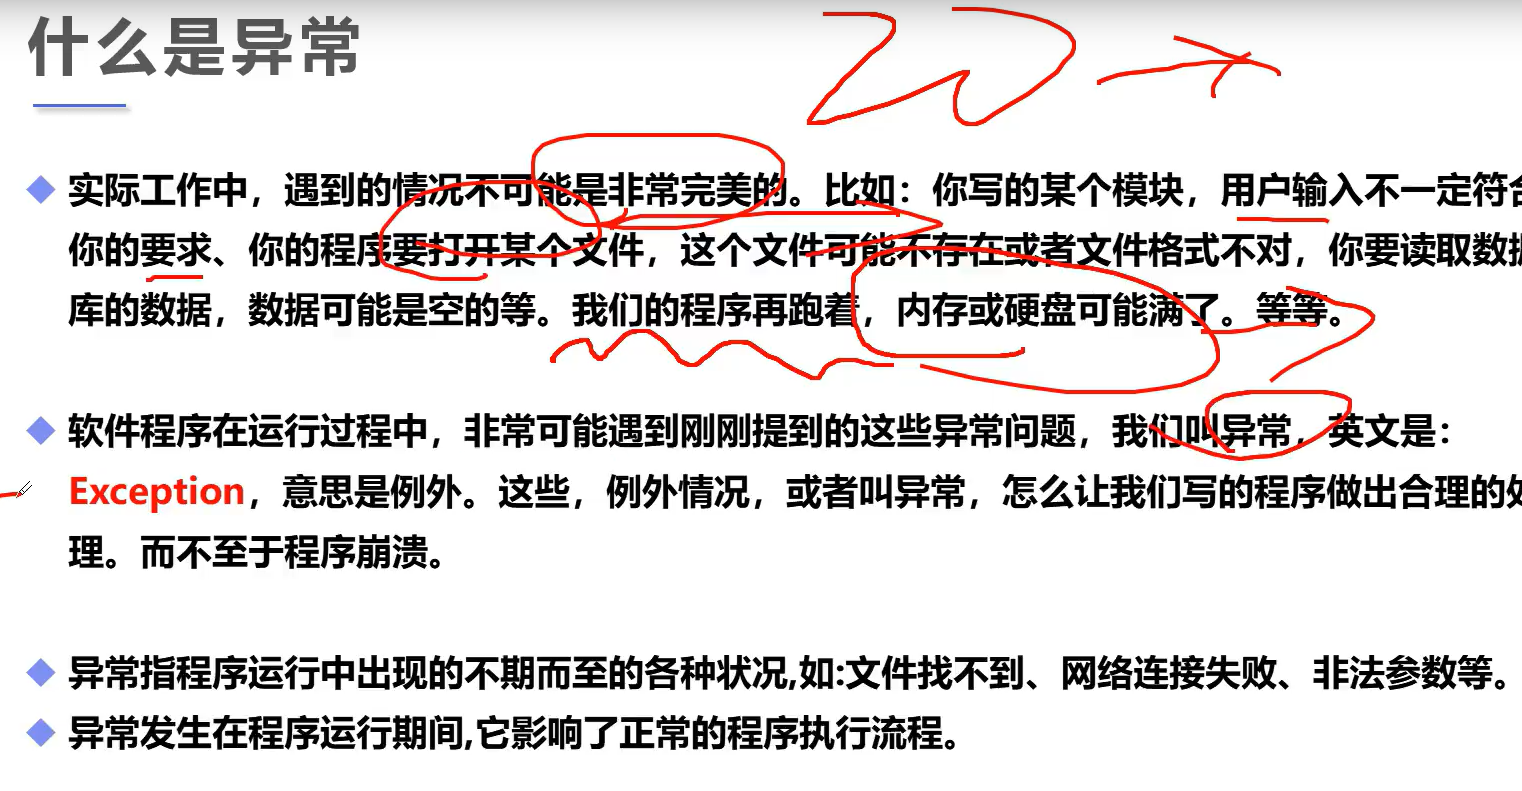 什么是异常
实际工作中，遇到的情况不可能是非常完美的。比如：你写的某个模块，用户输入不一定符合
你的要求、你的程序要打开某个文件，这个文件可能不存在或者文件格式不对，你要读取数据
库的数据，数据可能是空的等。我们的程序再跑着，内存或硬盘可能满了。等等。
软件程序在运行过程中，非常可能遇到刚刚提到的这些异常问题，我们叫异常，英文是：
Exception，意思是例外。这些，例外情况，或者叫异常，怎么让我们写的程序做出合理的处
理。而不至于程序崩溃。
异常指程序运行中出现的不期而至的各种状况,如:文件找不到、网络连接失败、非法参数等。
异常发生在程序运行期间,它影响了正常的程序执行流程。